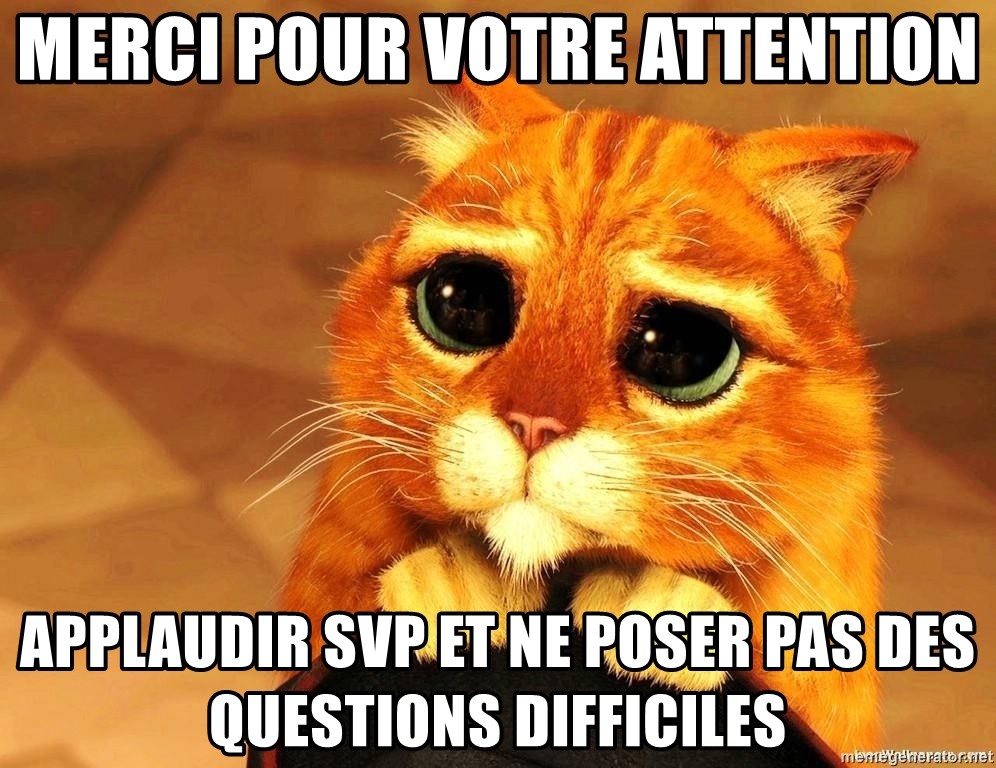 MERCI POUR VOTRE ATTENTION
APPLAUDIR SVP ET NE POSER PAS DES
QUESTIONS DIFFICILES
memegenerator.net